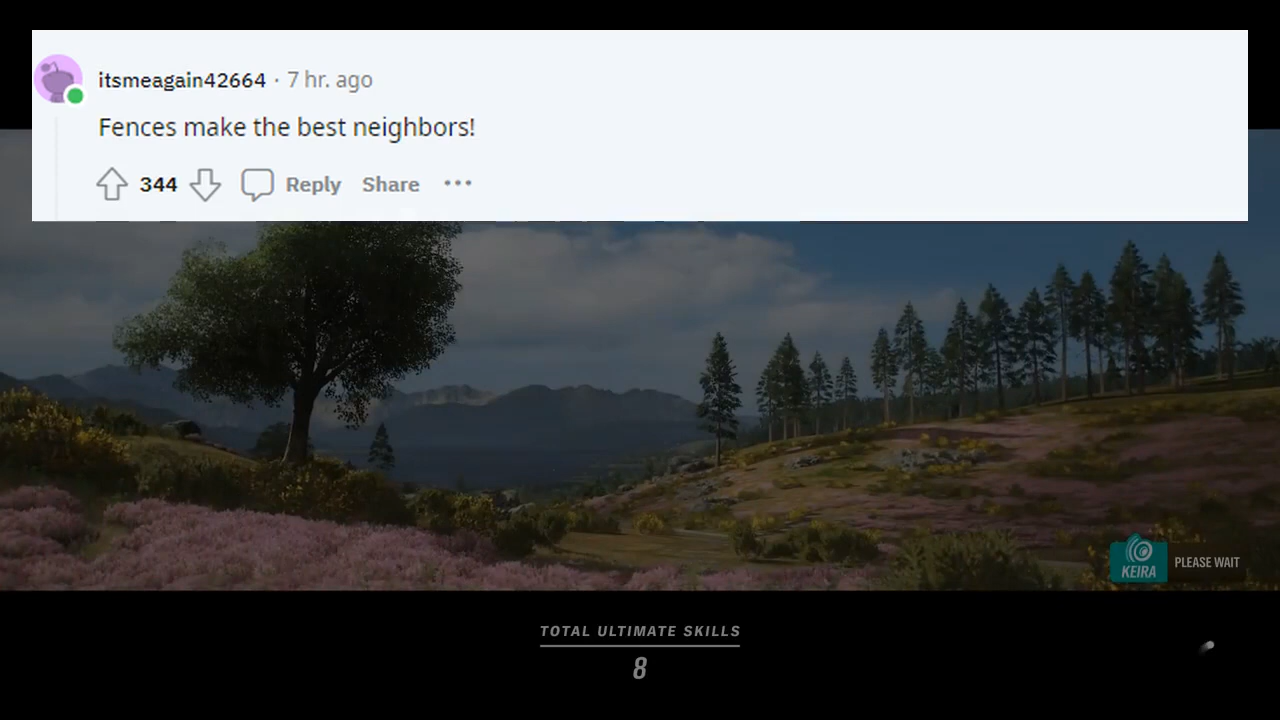 itsmeagain42664 · 7 hr. ago
Fences make the best neighbors!
344 Reply Share ···
KEIRA PLEASE WAIT
TOTAL ULTIMATE SKILLS
8